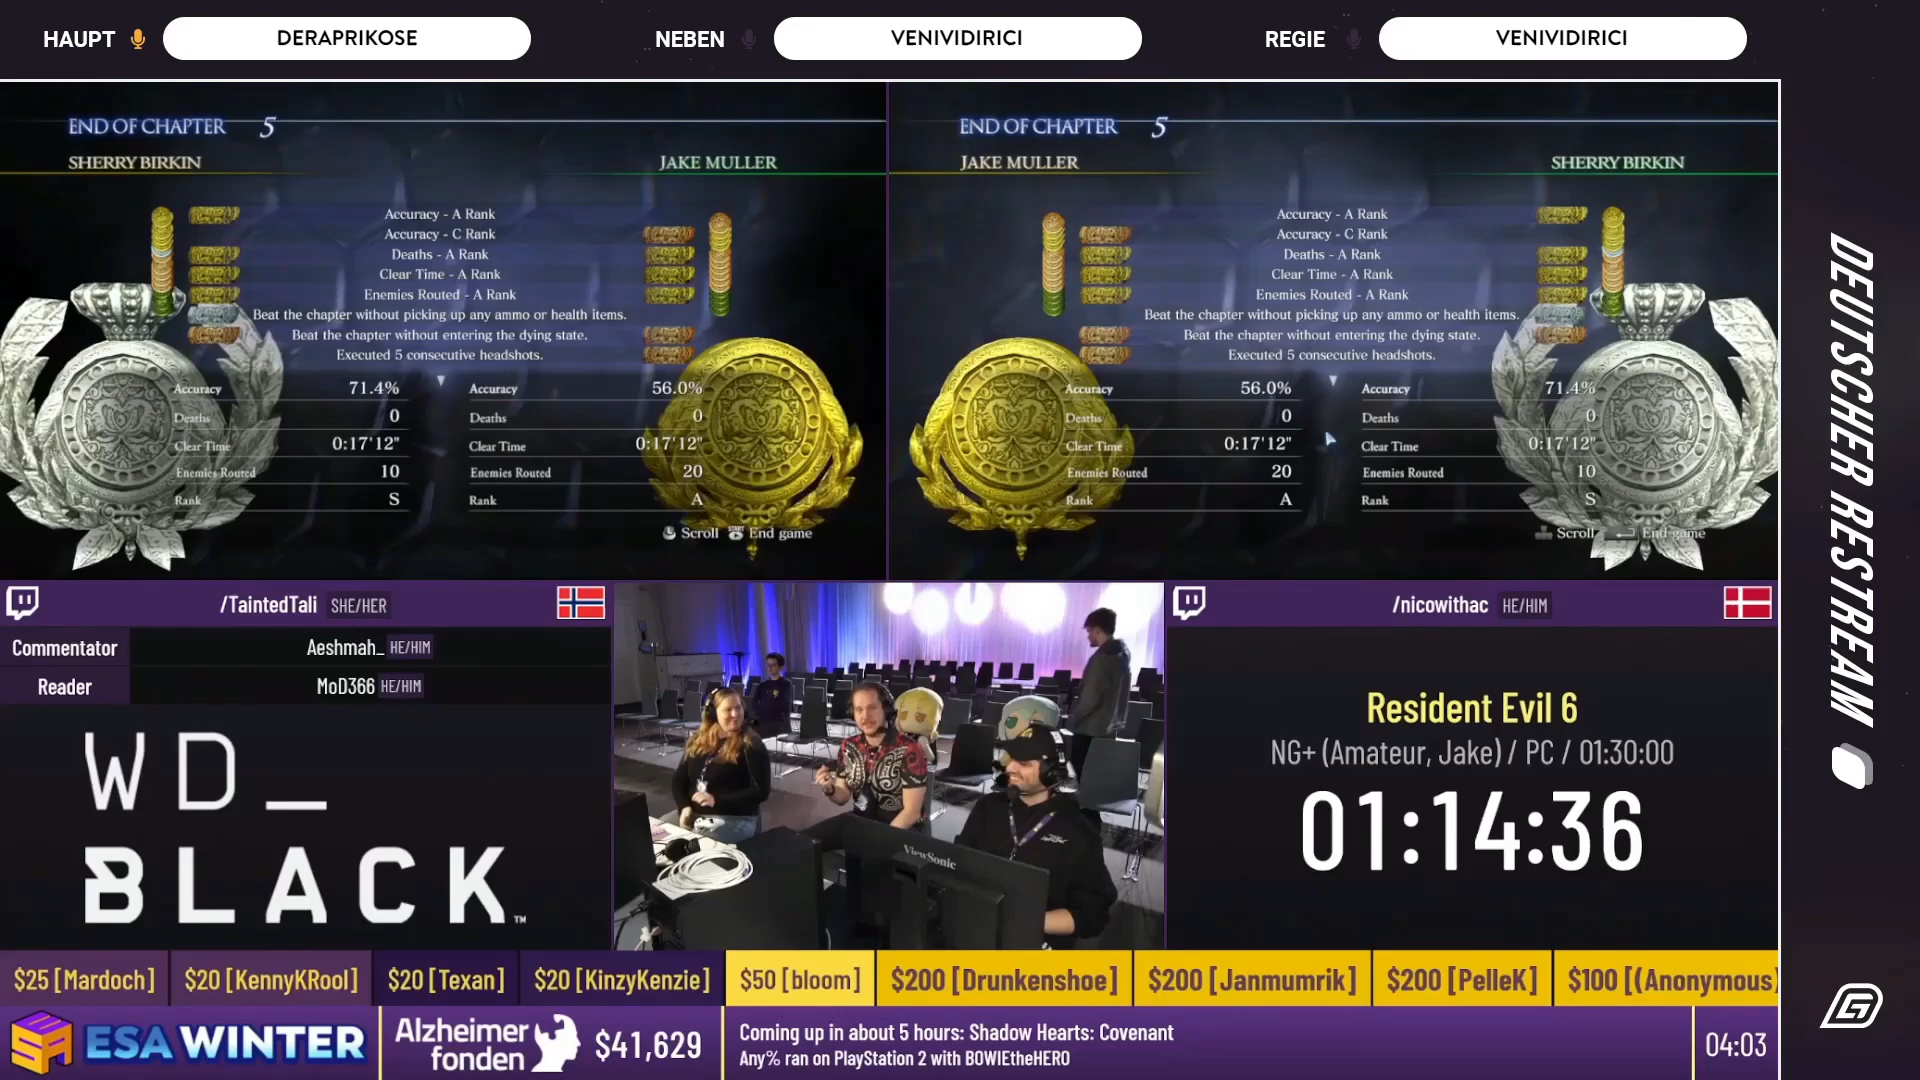 HAUPT
DERAPRIKOSE
NEBEN
VENIVIDIRICI
REGIE
VENIVIDIRICI
END OF CHAPTER 5
SHERRY BIRKIN
JAKE MULLER
Accuracy - A Rank
Accuracy - C Rank
Deaths - A Rank
Clear Time - A Rank
Enemies Routed - A Rank
Beat the chapter without picking up any ammo or health items.
Beat the chapter without entering the dying state.
Executed 5 consecutive headshots.
Accuracy 71.4% Accuracy 56.0%
Deaths 0 Deaths 0
Clear Time 0:17'12" Clear Time 0:17'12"
Enemies Routed 10 Enemies Routed 20
Rank S Rank A
Scroll START End game
END OF CHAPTER 5
JAKE MULLER
SHERRY BIRKIN
Accuracy - A Rank
Accuracy - C Rank
Deaths - A Rank
Clear Time - A Rank
Enemies Routed - A Rank
Beat the chapter without picking up any ammo or health items.
Beat the chapter without entering the dying state.
Executed 5 consecutive headshots.
Accuracy 56.0% Accuracy 71.4%
Deaths 0 Deaths 0
Clear Time 0:17'12" Clear Time 0:17'12"
Enemies Routed 20 Enemies Routed 10
Rank A Rank S
Scroll End game
DEUTSCHER RESTREAM
/TaintedTali SHE/HER
Commentator Aeshmah_ HE/HIM
Reader MoD366 HE/HIM
WD_
BLACK™
ViewSonic
/nicowithac HE/HIM
Resident Evil 6
NG+ (Amateur, Jake) / PC / 01:30:00
01:14:36
$25 [Mardoch]
$20 [KennyKRool]
$20 [Texan]
$20 [KinzyKenzie]
$50 [bloom]
$200 [Drunkenshoe]
$200 [Janmumrik]
$200 [PelleK]
$100 [(Anonymous)
ESA WINTER
Alzheimer
fonden
$41,629
Coming up in about 5 hours: Shadow Hearts: Covenant
Any% ran on PlayStation 2 with BOWIEtheHERO
04:03